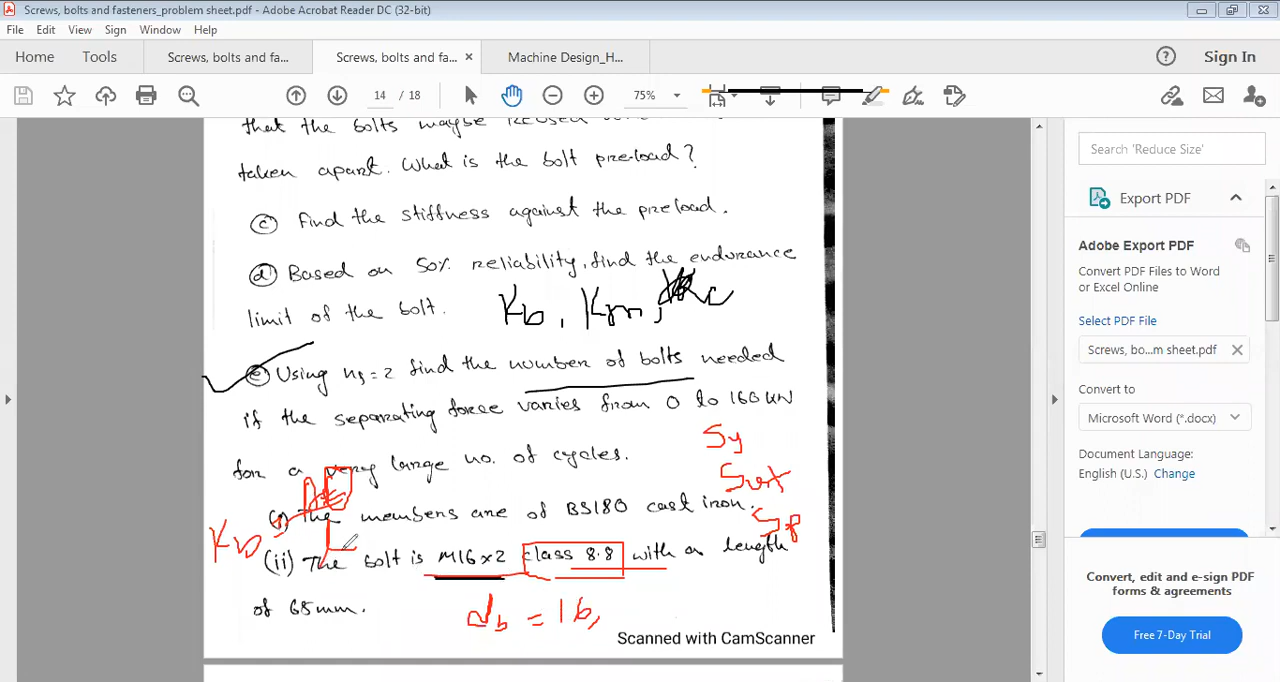 Screws, bolts and fasteners_problem sheet.pdf - Adobe Acrobat Reader DC (32-bit)
File Edit View Sign Window Help
Home Tools Screws, bolts and fa... Screws, bolts and fa... × Machine Design_H... Sign In
14 / 18 75%
that the bolts maybe
taken apart. What is the bolt preload?
(c) Find the stiffness against the preload.
(d) Based on 50% reliability, find the endurance
limit of the bolt.
Kb, Km, C
(e) Using ns=2 find the number of bolts needed
if the separating force varies from 0 to 160 kN
Sy
for a very large no. of cycles.
Sut
(i) The members are of BS180 cast iron.
Sp
Kb
(ii) The bolt is M16×2 class 8.8 with a length
of 65mm.
db = 16,
Scanned with CamScanner
Search 'Reduce Size'
Export PDF
Adobe Export PDF
Convert PDF Files to Word
or Excel Online
Select PDF File
Screws, bo...m sheet.pdf
Convert to
Microsoft Word (*.docx)
Document Language:
English (U.S.) Change
Convert, edit and e-sign PDF
forms & agreements
Free 7-Day Trial